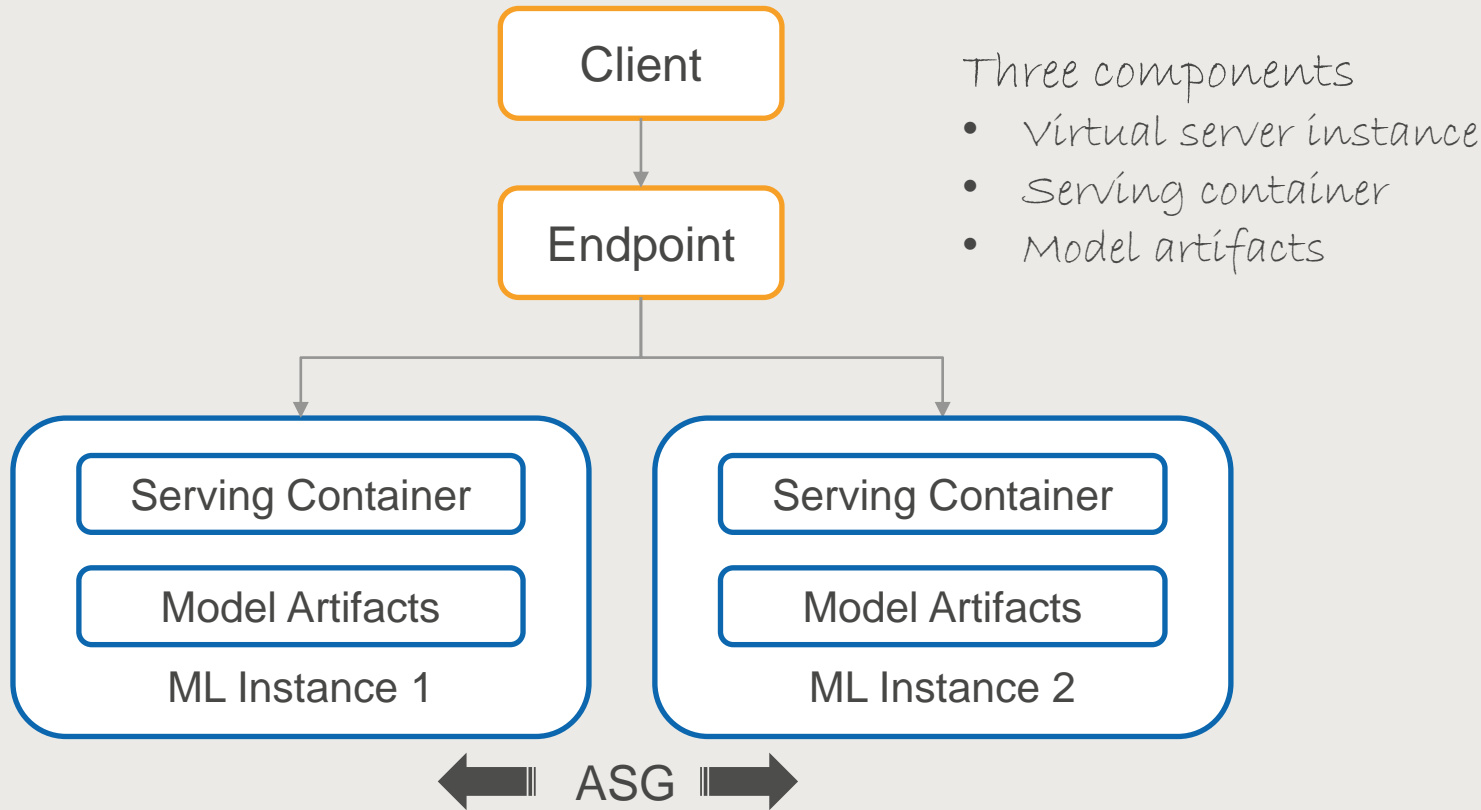 Client
Three components
• Virtual server instance
• Serving container
• Model artifacts
Endpoint
Serving Container
Model Artifacts
ML Instance 1
Serving Container
Model Artifacts
ML Instance 2
ASG